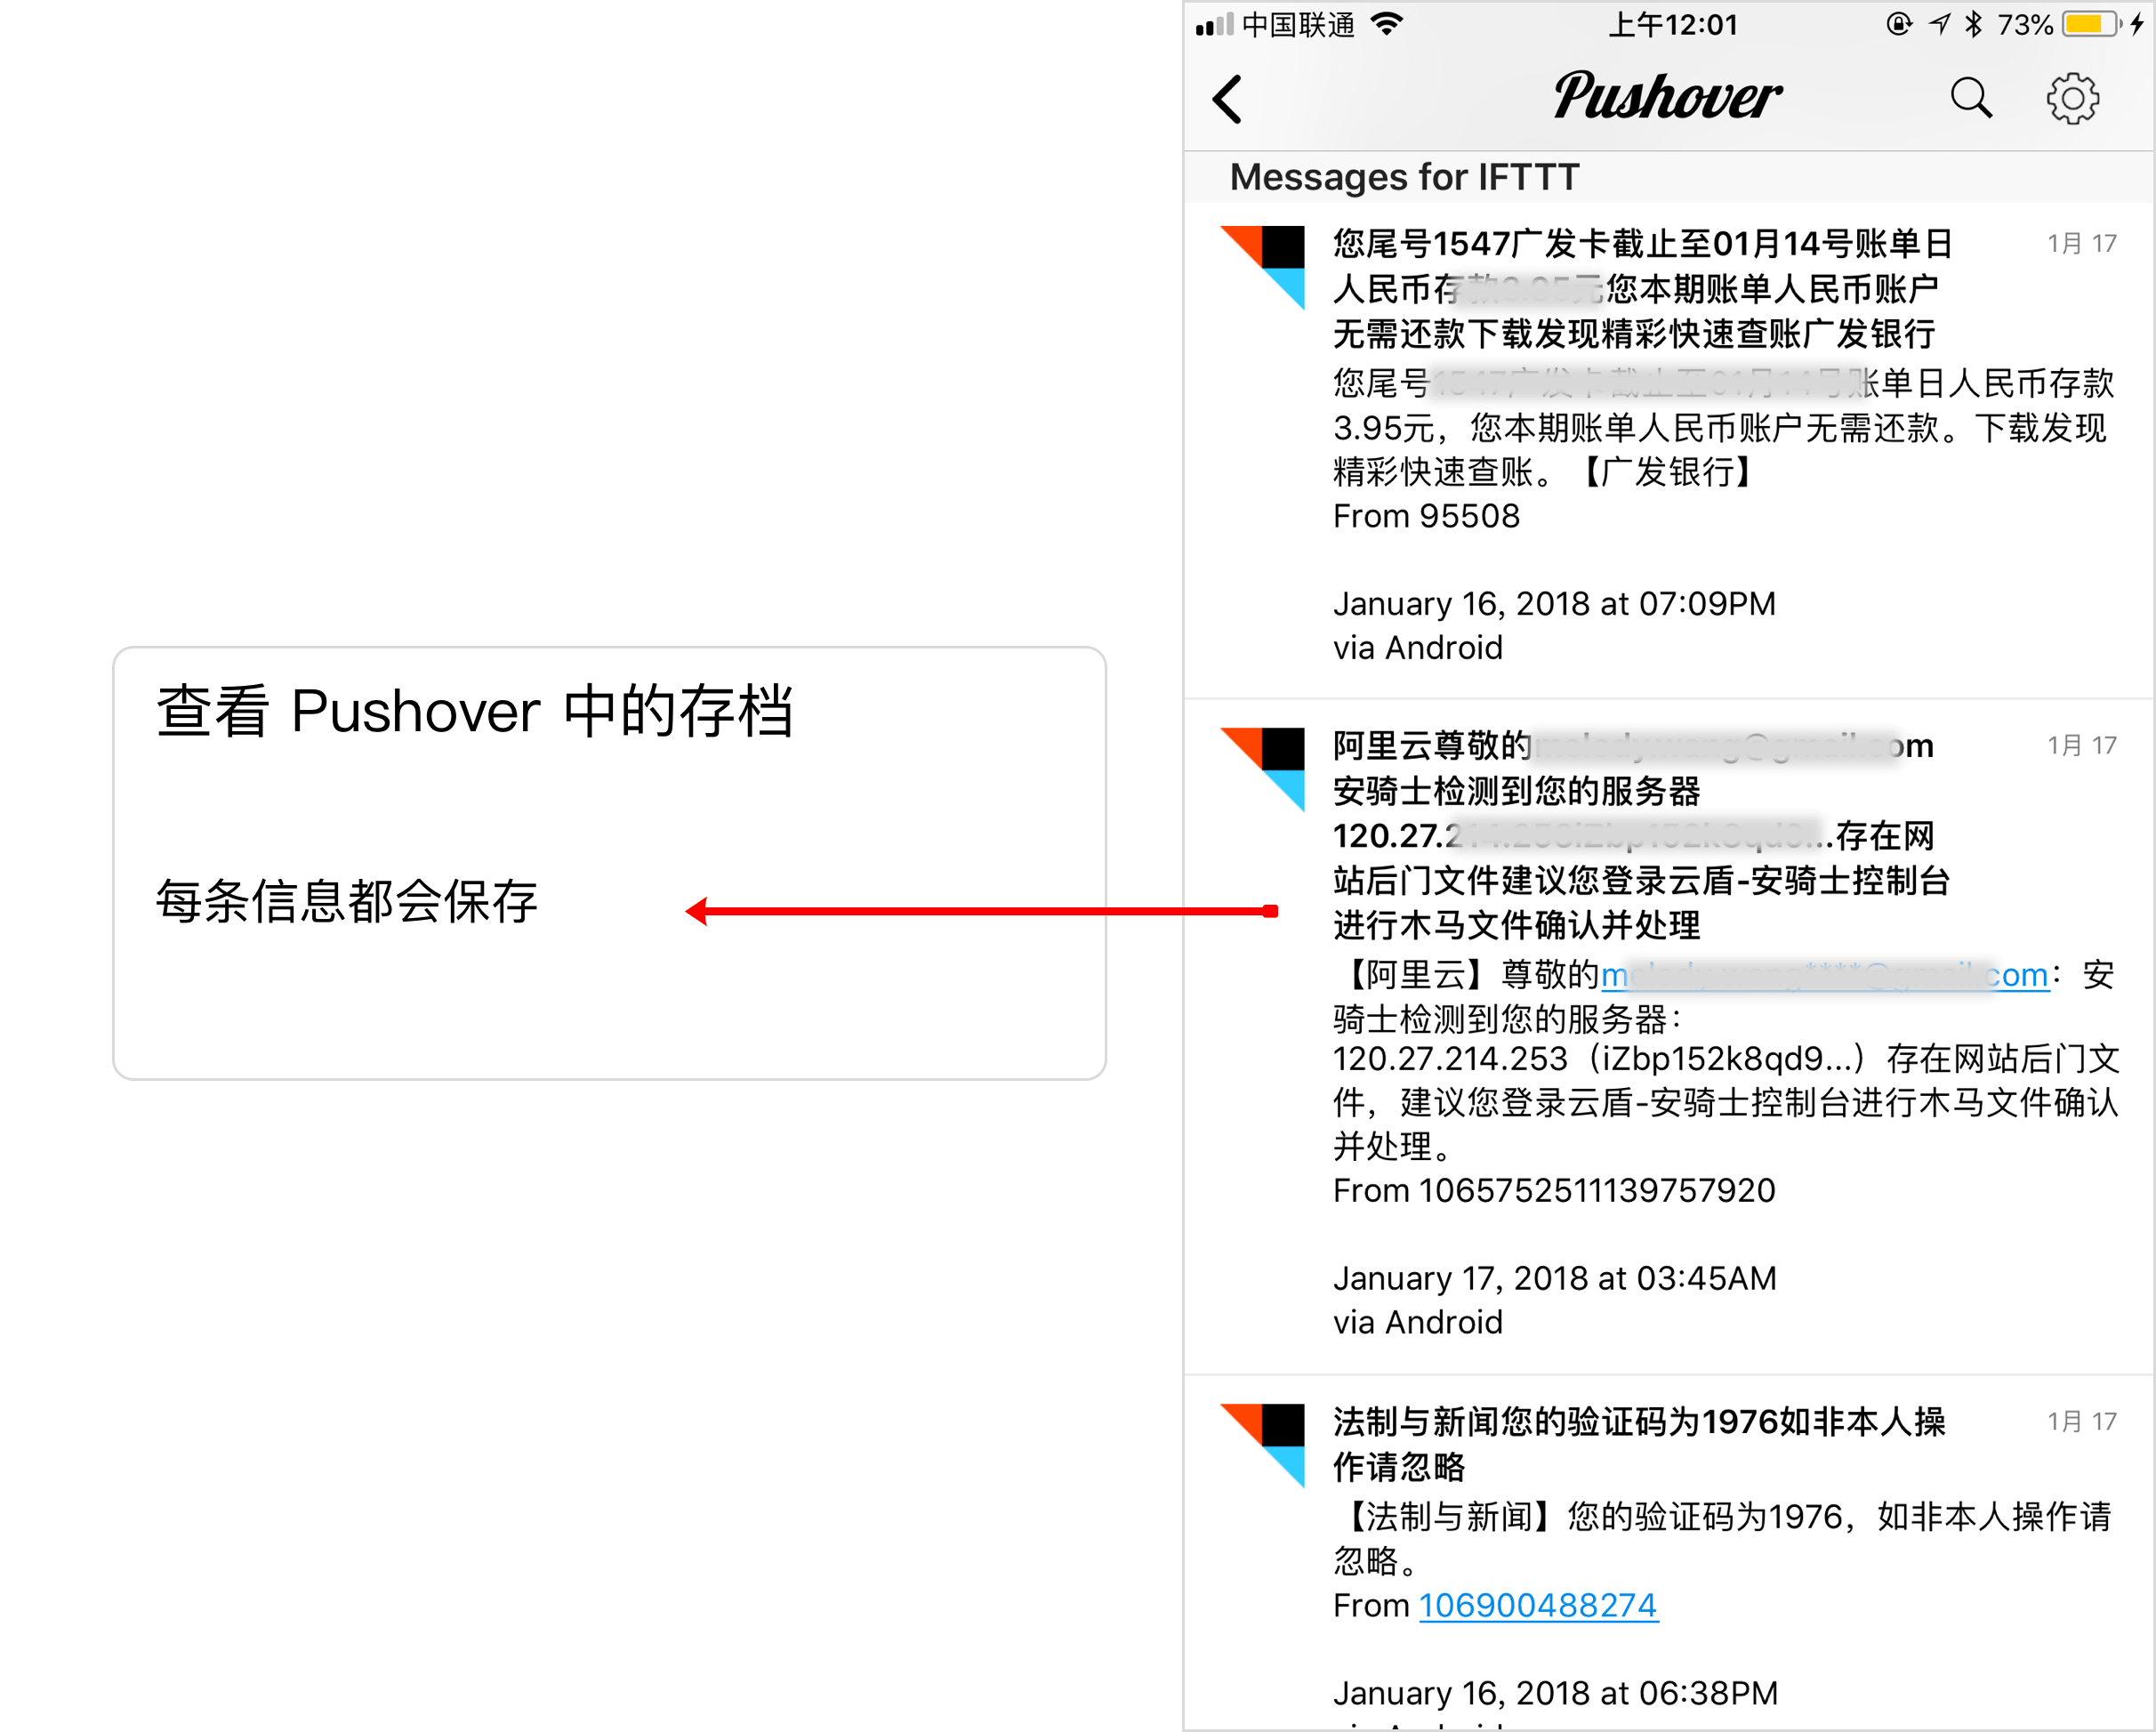 查看 Pushover 中的存档
每条信息都会保存
中国联通
上午12:01
73%
Pushover
Messages for IFTTT
您尾号1547广发卡截止至01月14号账单日
1月 17
人民币存 您本期账单人民币账户
无需还款下载发现精彩快速查账广发银行
您尾号 账单日人民币存款
3.95元，您本期账单人民币账户无需还款。下载发现
精彩快速查账。【广发银行】
From 95508
January 16, 2018 at 07:09PM
via Android
阿里云尊敬的
1月 17
安骑士检测到您的服务器
120.27. 存在网
站后门文件建议您登录云盾-安骑士控制台
进行木马文件确认并处理
【阿里云】尊敬的 com：安
骑士检测到您的服务器：
120.27.214.253（iZbp152k8qd9...）存在网站后门文
件，建议您登录云盾-安骑士控制台进行木马文件确认
并处理。
From 1065752511139757920
January 17, 2018 at 03:45AM
via Android
法制与新闻您的验证码为1976如非本人操
1月 17
作请忽略
【法制与新闻】您的验证码为1976，如非本人操作请
忽略。
From 106900488274
January 16, 2018 at 06:38PM